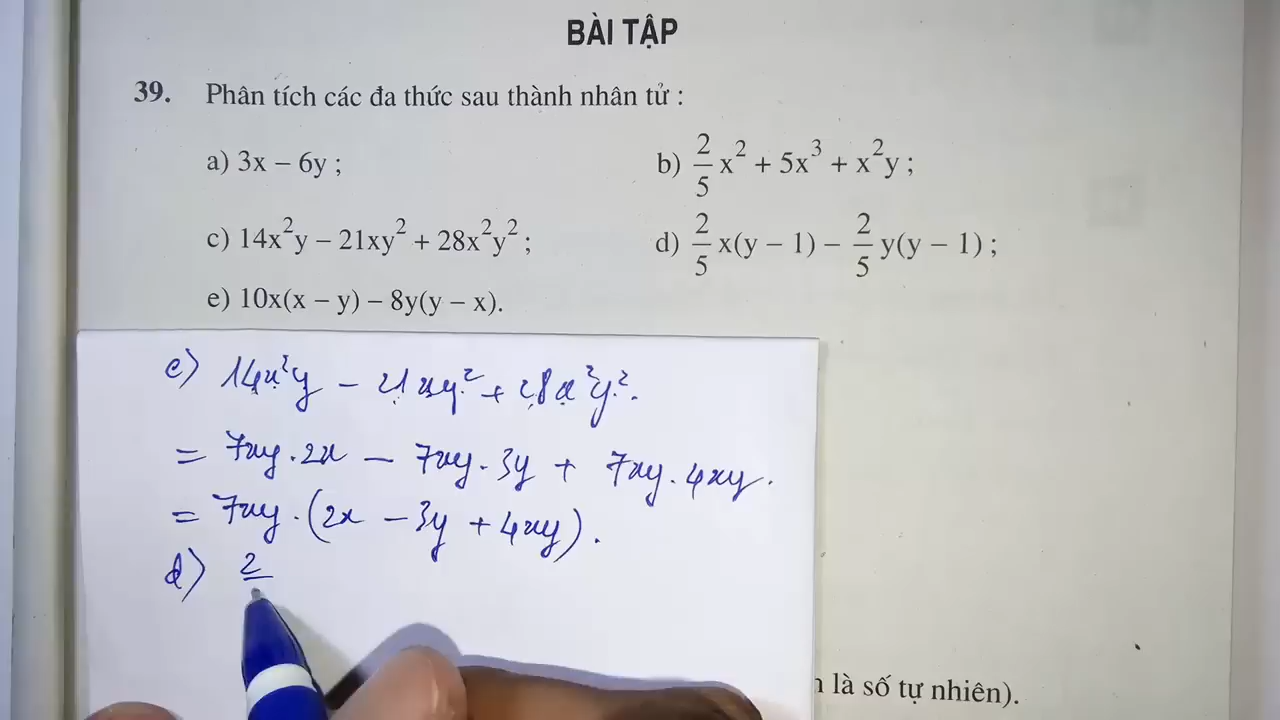 BÀI TẬP
39. Phân tích các đa thức sau thành nhân tử :
a) 3x – 6y ; b) 2/5 x² + 5x³ + x²y ;
c) 14x²y – 21xy² + 28x²y² ; d) 2/5 x(y – 1) – 2/5 y(y – 1) ;
e) 10x(x – y) – 8y(y – x).
c) 14x²y – 21xy² + 28x²y².
= 7xy . 2x – 7xy . 3y + 7xy . 4xy.
= 7xy . (2x – 3y + 4xy).
d) 2
là số tự nhiên).